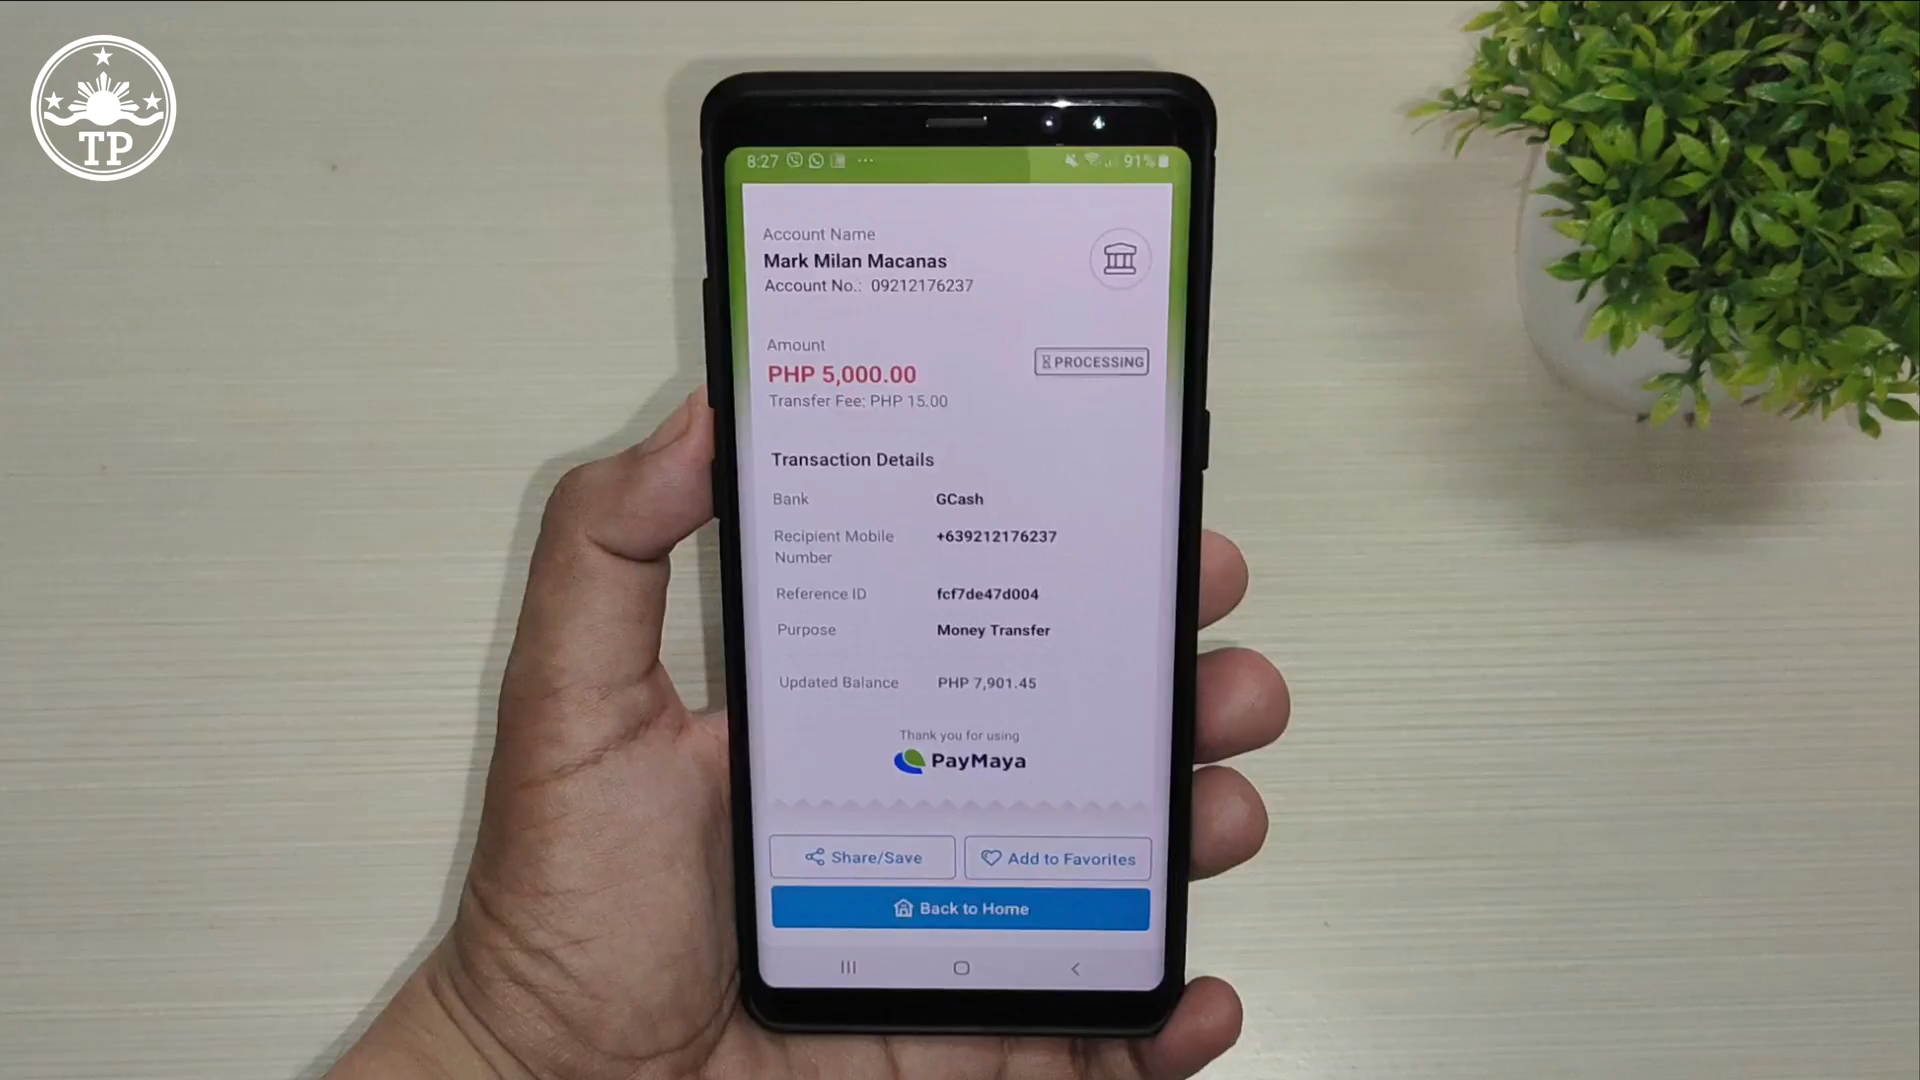 TP
8:27
91%
Account Name
Mark Milan Macanas
Account No.: 09212176237
Amount
PHP 5,000.00
PROCESSING
Transfer Fee: PHP 15.00
Transaction Details
Bank GCash
Recipient Mobile +639212176237
Number
Reference ID fcf7de47d004
Purpose Money Transfer
Updated Balance PHP 7,901.45
Thank you for using
PayMaya
Share/Save
Add to Favorites
Back to Home